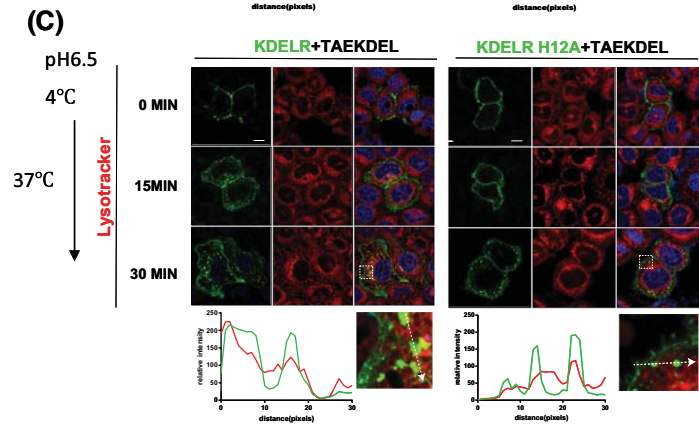 distance(pixels) distance(pixels)
(C)
KDELR+TAEKDEL KDELR H12A+TAEKDEL
pH6.5
4°C
0 MIN
37°C
Lysotracker
15MIN
30 MIN
relative intensity
250
200
150
100
50
0
0 10 20 30
distance(pixels)
relative intensity
250
200
150
100
50
0
0 10 20 30
distance(pixels)